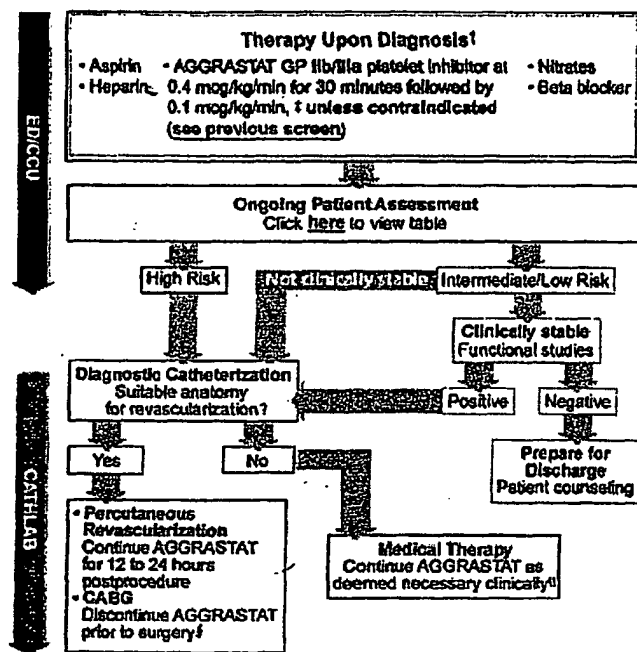 Therapy Upon Diagnosis†
• Aspirin
• Heparin
• AGGRASTAT GP IIb/IIIa platelet inhibitor at
0.4 mcg/kg/min for 30 minutes followed by
0.1 mcg/kg/min, ‡ unless contraindicated
(see previous screen)
• Nitrates
• Beta blocker
ED/CCU
Ongoing Patient Assessment
Click here to view table
High Risk
Not clinically stable
Intermediate/Low Risk
Clinically stable
Functional studies
Diagnostic Catheterization
Suitable anatomy
for revascularization?
Positive
Negative
Yes
No
Prepare for
Discharge
Patient counseling
CATHLAB
• Percutaneous
Revascularization
Continue AGGRASTAT
for 12 to 24 hours
postprocedure
• CABG
Discontinue AGGRASTAT
prior to surgery§
Medical Therapy
Continue AGGRASTAT as
deemed necessary clinically